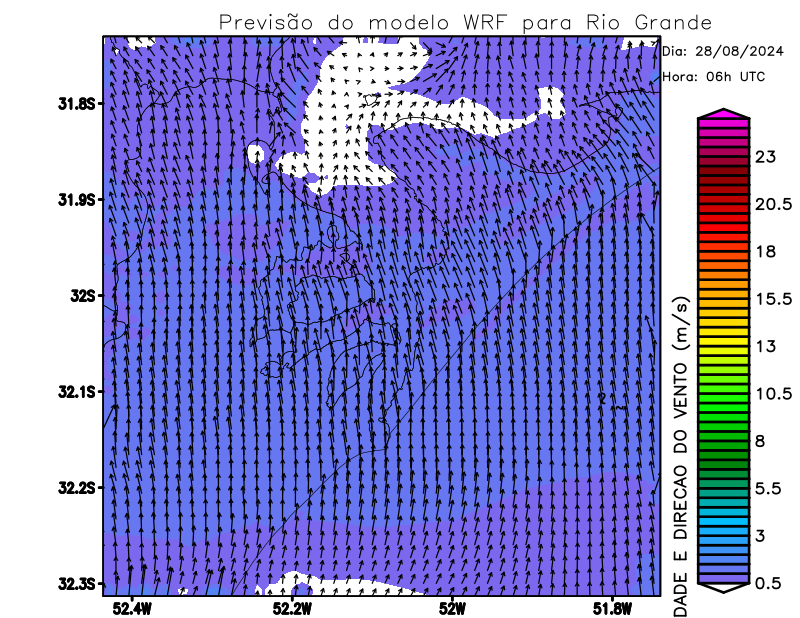 Previsão do modelo WRF para Rio Grande
Dia: 28/08/2024
Hora: 06h UTC
31.8S
31.9S
32S
32.1S
32.2S
32.3S
52.4W
52.2W
52W
51.8W
2
DADE E DIRECAO DO VENTO (m/s)
23
20.5
18
15.5
13
10.5
8
5.5
3
0.5